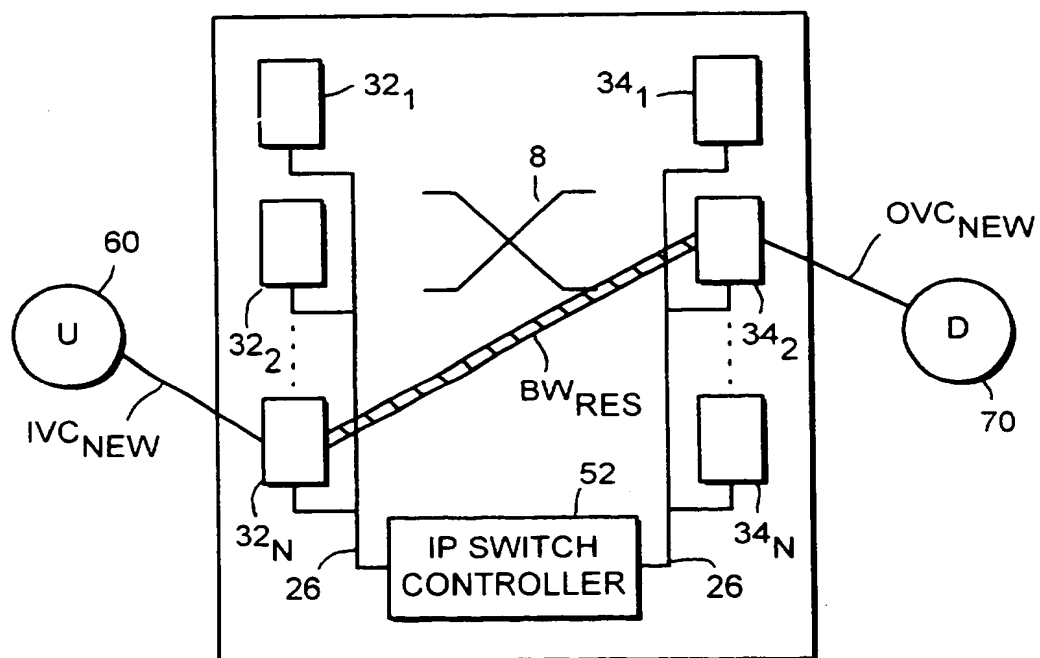 32₁
34₁
8
60
OVC_NEW
U
32₂
34₂
D
BW_RES
70
IVC_NEW
52
32_N
IP SWITCH
CONTROLLER
34_N
26
26